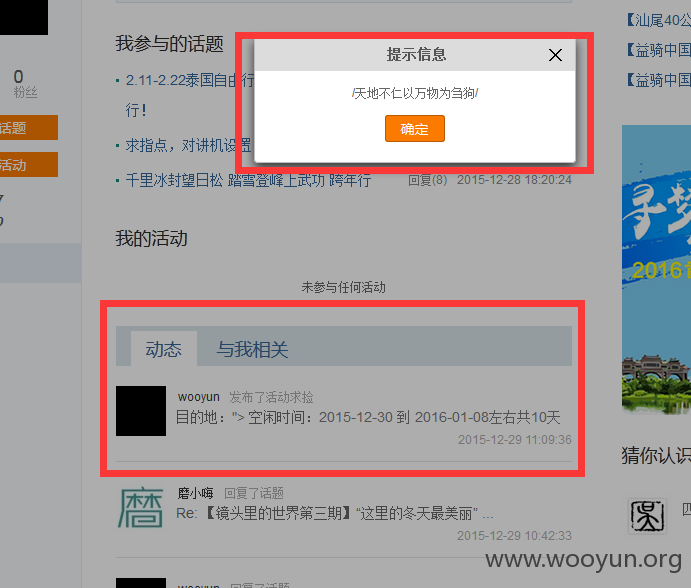 0
粉丝
话题
活动
我参与的话题
2.11-2.22泰国自由行
行！
求指点，对讲机设置
千里冰封望日松 踏雪登峰上武功 跨年行
回复(8) 2015-12-28 18:20:24
提示信息
/天地不仁以万物为刍狗/
确定
【汕尾40公
【益骑中国
【益骑中国
寻梦
2016
我的活动
未参与任何活动
动态 与我相关
wooyun 发布了活动求捡
目的地："> 空闲时间：2015-12-30 到 2016-01-08左右共10天
2015-12-29 11:09:36
磨
磨小嗨 回复了话题
Re: 【镜头里的世界第三期】“这里的冬天最美丽” ...
2015-12-29 10:42:33
猜你认识
www.wooyun.org
wooyun 回复了话题